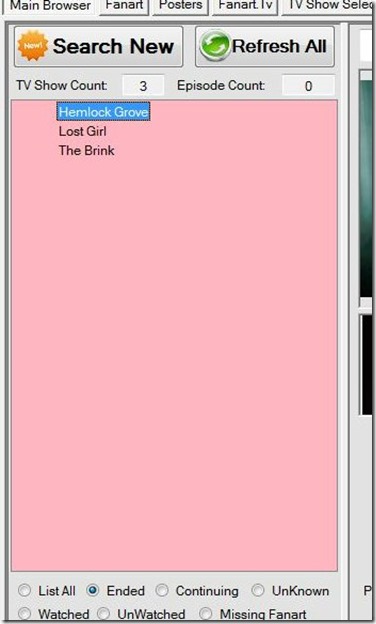 Main Browser Fanart Posters Fanart.Tv TV Show Selec
New! Search New Refresh All
TV Show Count: 3 Episode Count: 0
Hemlock Grove
Lost Girl
The Brink
List All Ended Continuing UnKnown P
Watched UnWatched Missing Fanart